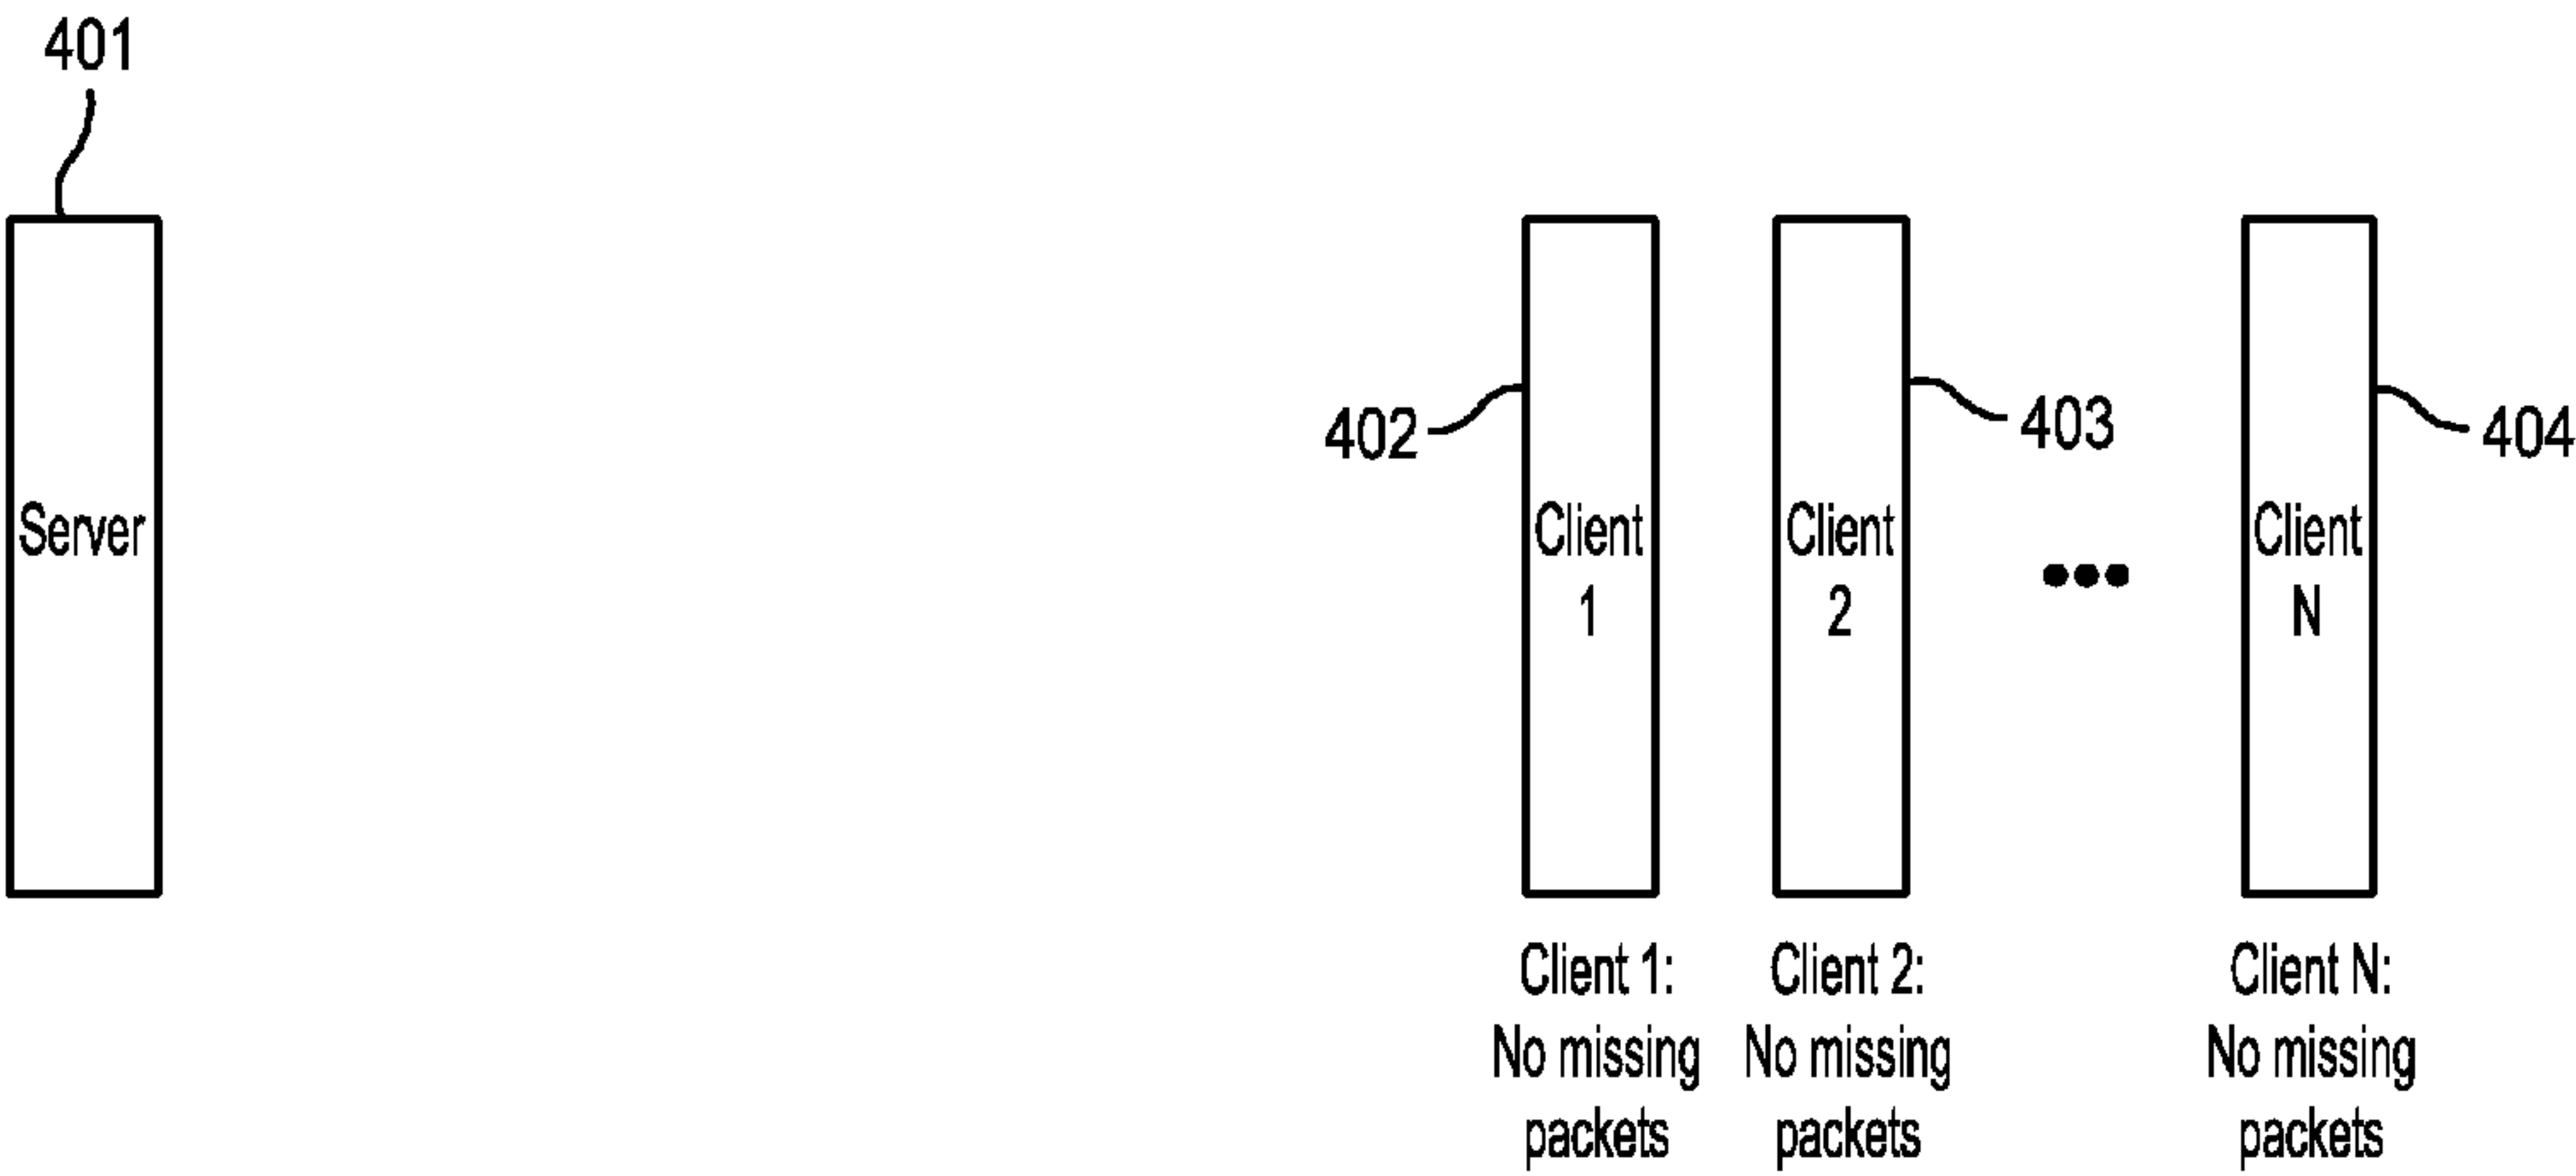 401
402
403
404
Server
Client
1
Client
2
•••
Client
N
Client 1:
No missing
packets
Client 2:
No missing
packets
Client N:
No missing
packets